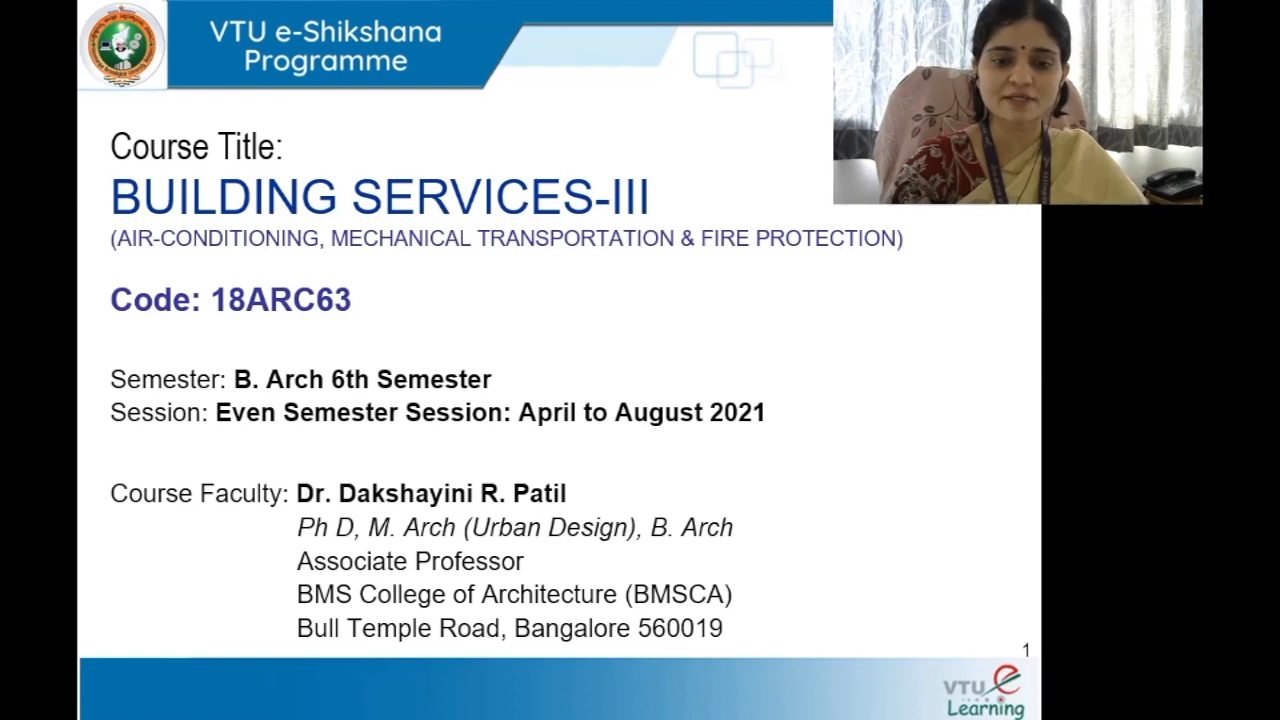 VTU e-Shikshana
Programme
Course Title:
BUILDING SERVICES-III
(AIR-CONDITIONING, MECHANICAL TRANSPORTATION & FIRE PROTECTION)
Code: 18ARC63
Semester: B. Arch 6th Semester
Session: Even Semester Session: April to August 2021
Course Faculty: Dr. Dakshayini R. Patil
Ph D, M. Arch (Urban Design), B. Arch
Associate Professor
BMS College of Architecture (BMSCA)
Bull Temple Road, Bangalore 560019
1
VTU e
Learning